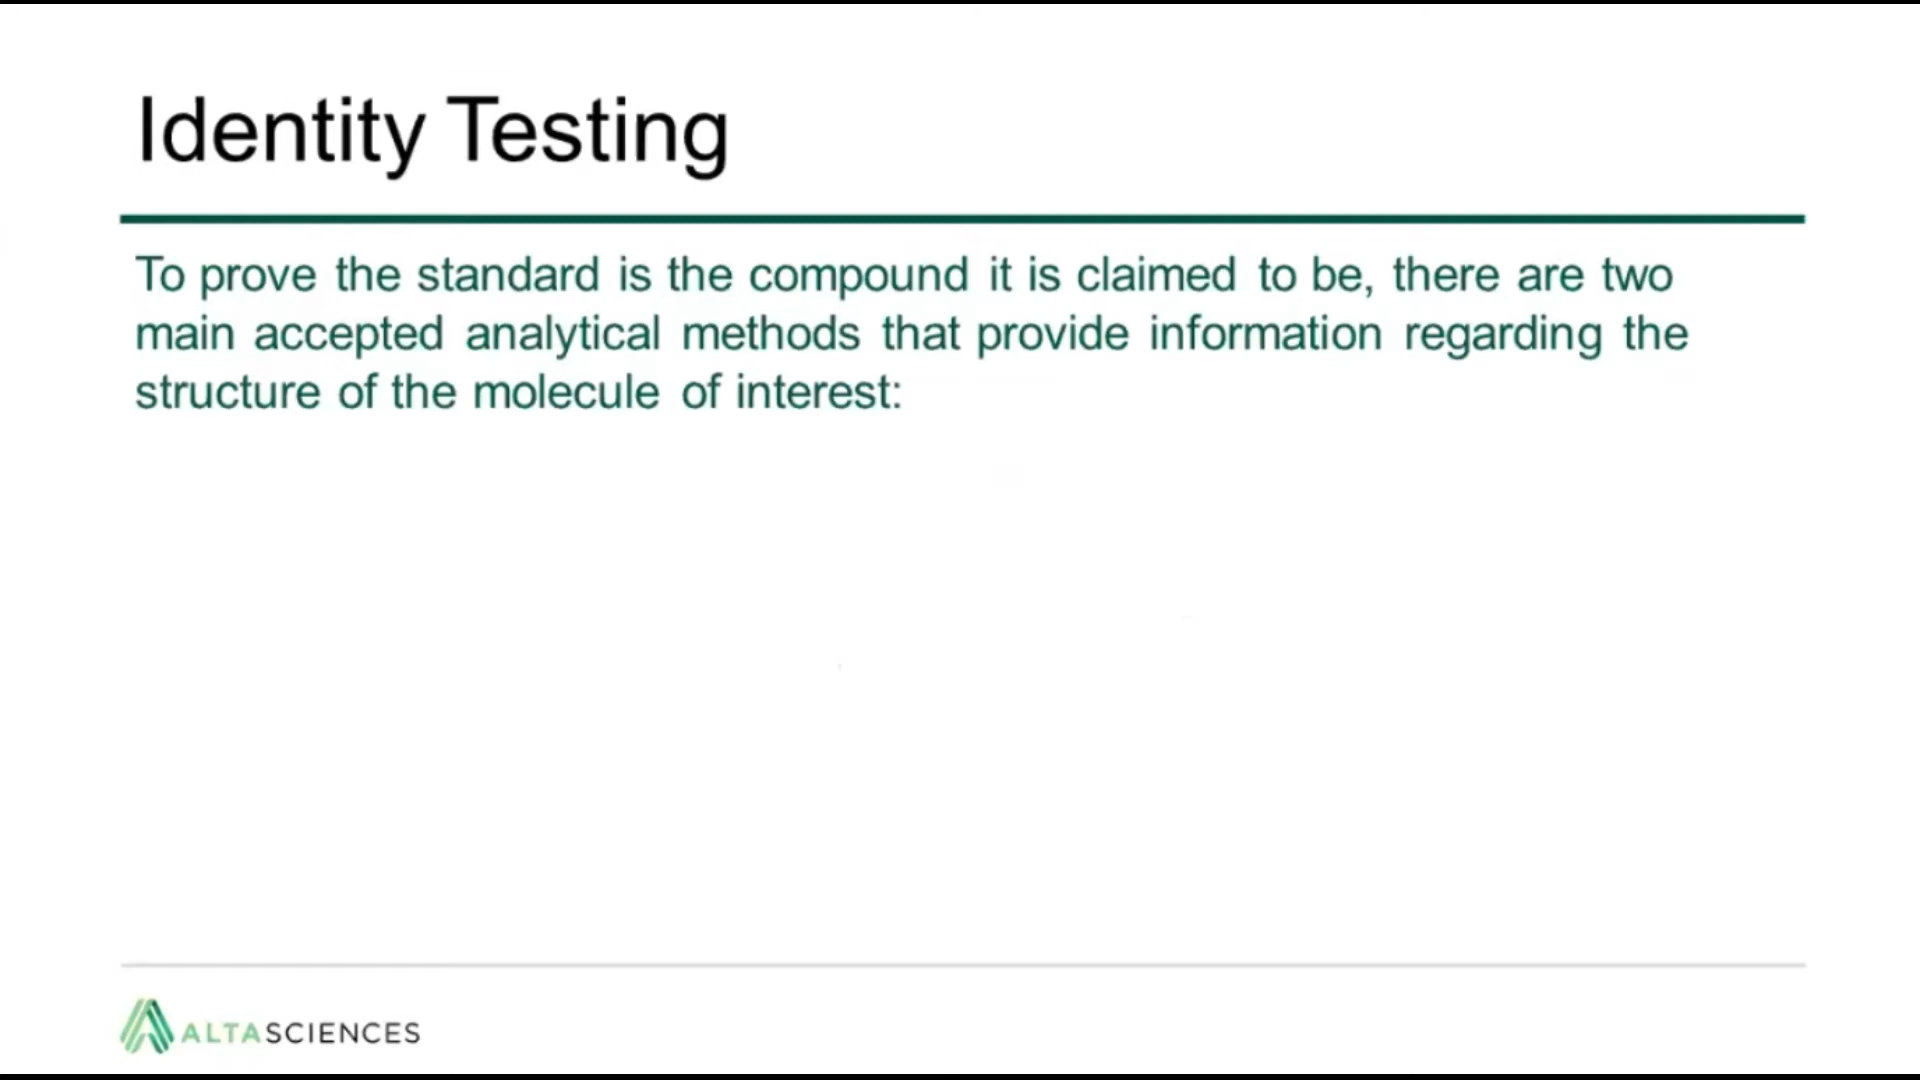 Identity Testing
To prove the standard is the compound it is claimed to be, there are two
main accepted analytical methods that provide information regarding the
structure of the molecule of interest:
ALTASCIENCES